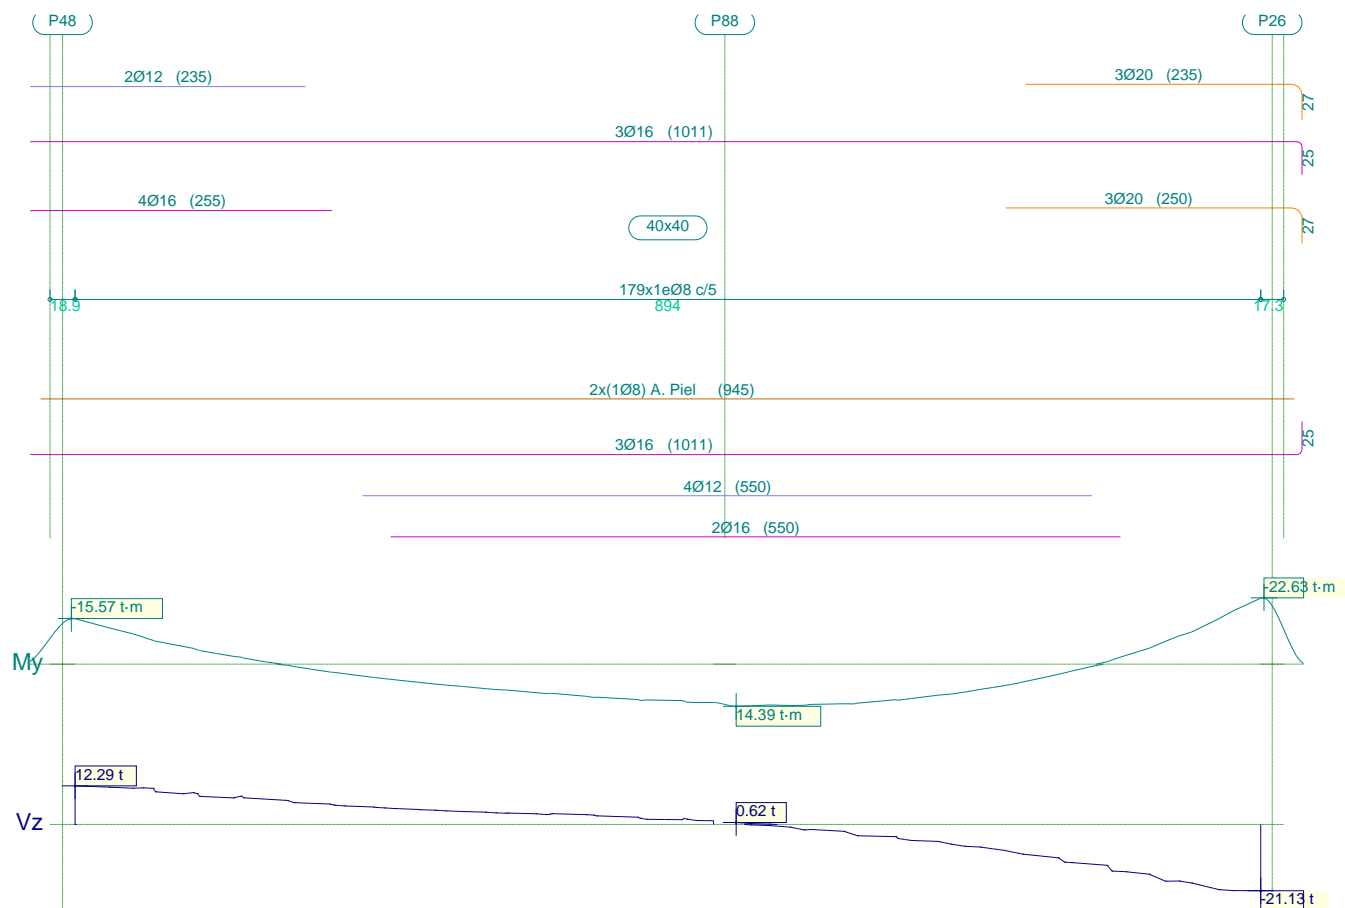 P48 P88 P26
2Ø12 (235) 3Ø20 (235)
27
3Ø16 (1011)
25
4Ø16 (255) 3Ø20 (250)
27
40x40
179x1eØ8 c/5
18.9 894 17.3
2x(1Ø8) A. Piel (945)
3Ø16 (1011)
25
4Ø12 (550)
2Ø16 (550)
-15.57 t·m -22.63 t·m
My
14.39 t·m
12.29 t
Vz 0.62 t
-21.13 t